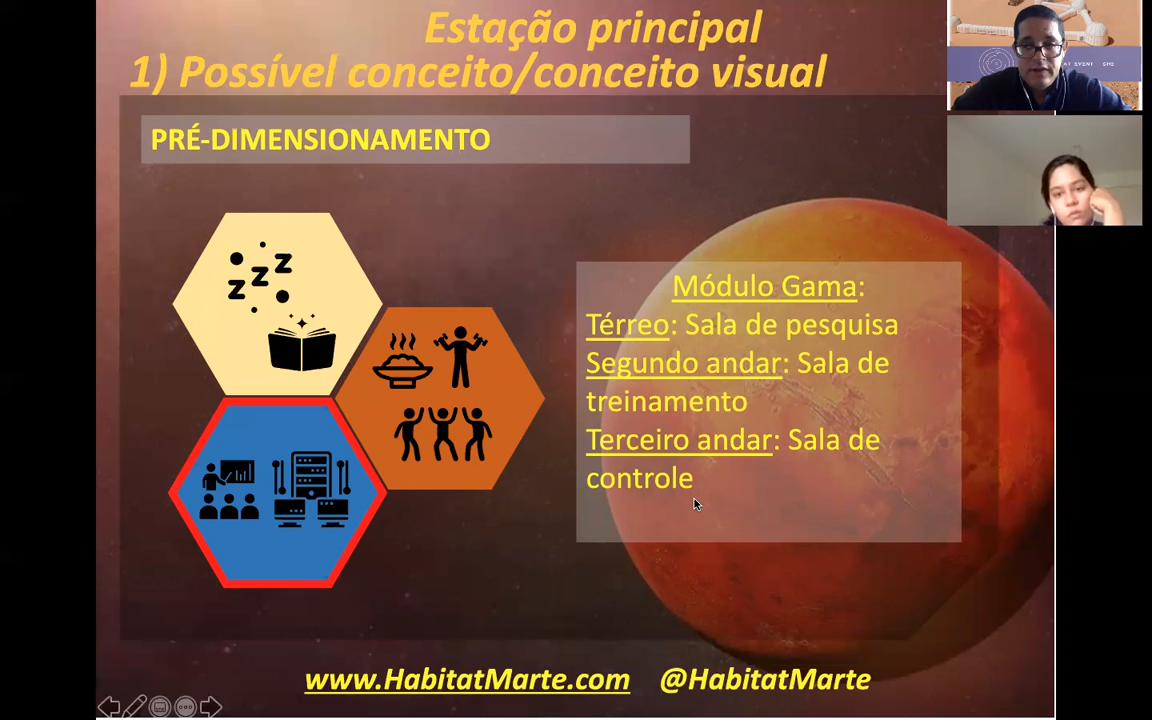 Estação principal
1) Possível conceito/conceito visual
PRÉ-DIMENSIONAMENTO
Módulo Gama:
Térreo: Sala de pesquisa
Segundo andar: Sala de
treinamento
Terceiro andar: Sala de
controle
www.HabitatMarte.com @HabitatMarte